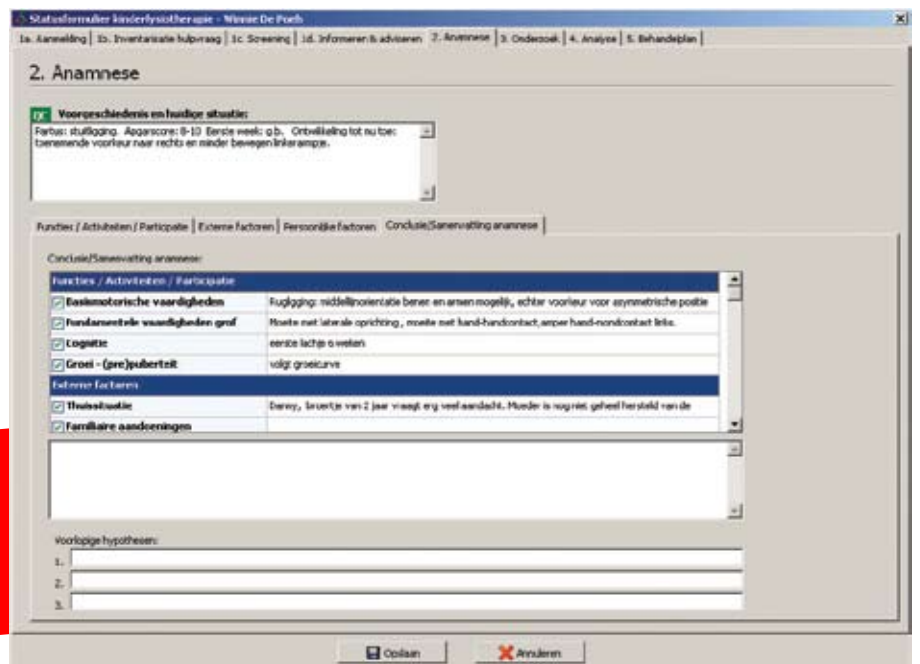 Statusformulier kinderfysiotherapie - Winnie De Poeh
1a. Aanmelding | 1b. Inventarisatie hulpvraag | 1c. Screening | 1d. Informeren & adviseren | 2. Anamnese | 3. Onderzoek | 4. Analyse | 5. Behandelplan
2. Anamnese
Voorgeschiedenis en huidige situatie:
Partus: stuitligging. Apgarscore: 8-10 Eerste week: g.b. Ontwikkeling tot nu toe:
toenemende voorkeur naar rechts en minder bewegen linkerarmpje.
Functies / Activiteiten / Participatie | Externe factoren | Persoonlijke factoren | Conclusie/Samenvatting anamnese
Conclusie/Samenvatting anamnese:
Functies / Activiteiten / Participatie
Basismotorische vaardigheden Rugligging: middellijnorientatie benen en armen mogelijk, echter voorkeur voor asymmetrische positie
Fundamentele vaardigheden grof Moeite met laterale oprichting, moeite met hand-handcontact, amper hand-mondcontact links.
Cognitie eerste lachje 6 weken
Groei - (pre)puberteit volgt groeicurve
Externe factoren
Thuissituatie Danny, broertje van 2 jaar vraagt erg veel aandacht. Moeder is nog niet geheel hersteld van de
Familiaire aandoeningen
Voorlopige hypothesen:
1.
2.
3.
Opslaan Annuleren